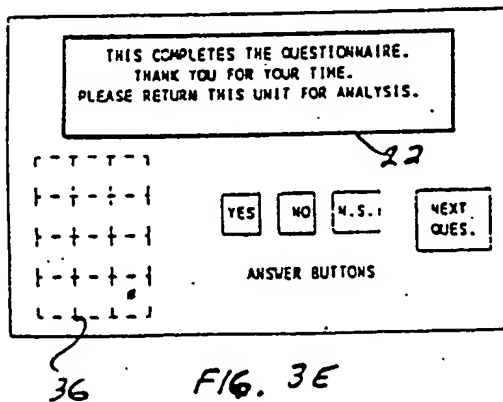 THIS COMPLETES THE QUESTIONNAIRE.
THANK YOU FOR YOUR TIME.
PLEASE RETURN THIS UNIT FOR ANALYSIS.
22
YES NO N.S. NEXT
QUES.
ANSWER BUTTONS
36
FIG. 3E